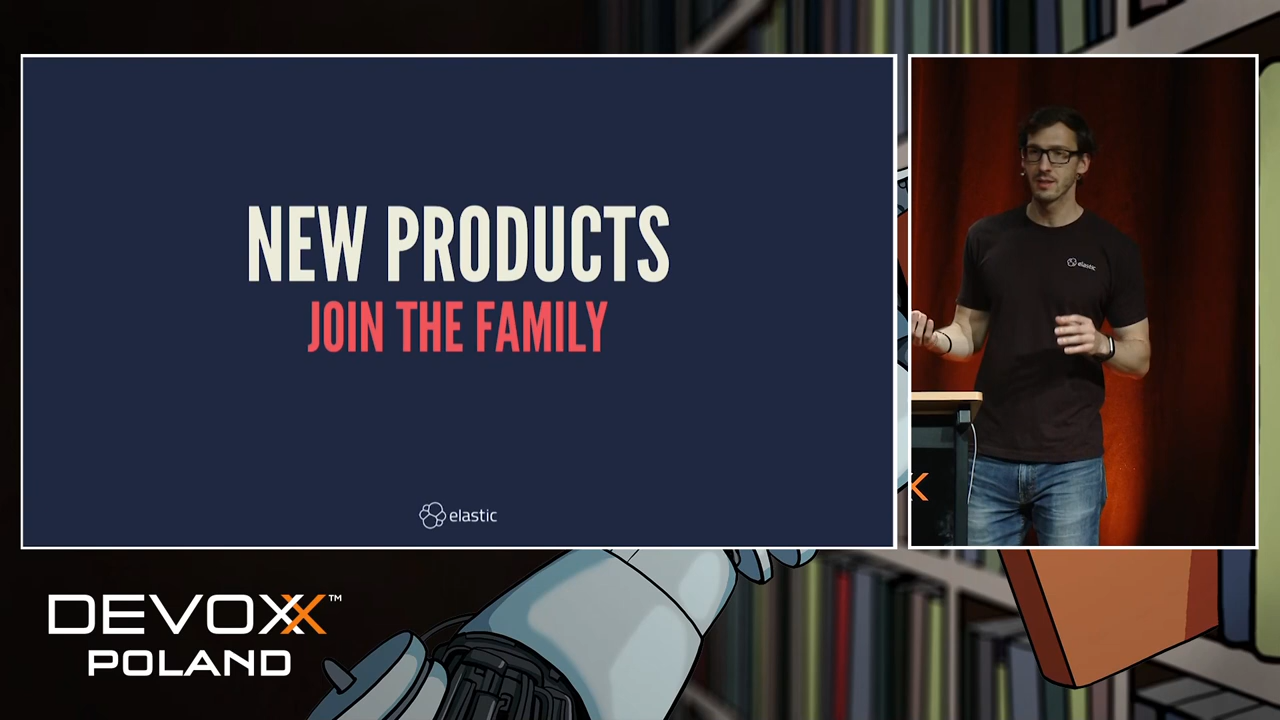 NEW PRODUCTS
JOIN THE FAMILY
elastic
elastic
X
DEVOXX™
POLAND